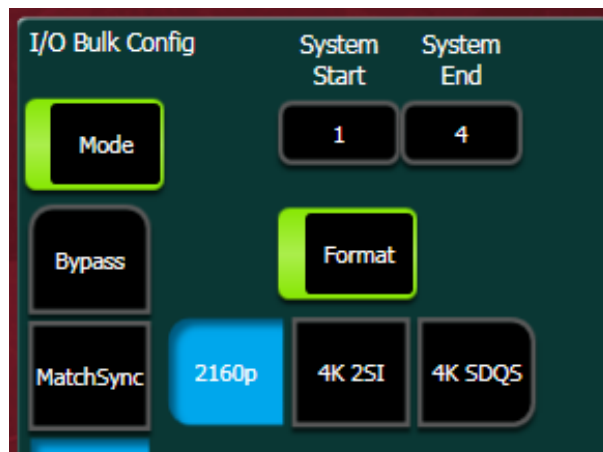 I/O Bulk Config
System Start
System End
Mode
1
4
Bypass
Format
MatchSync
2160p
4K 2SI
4K SDQS